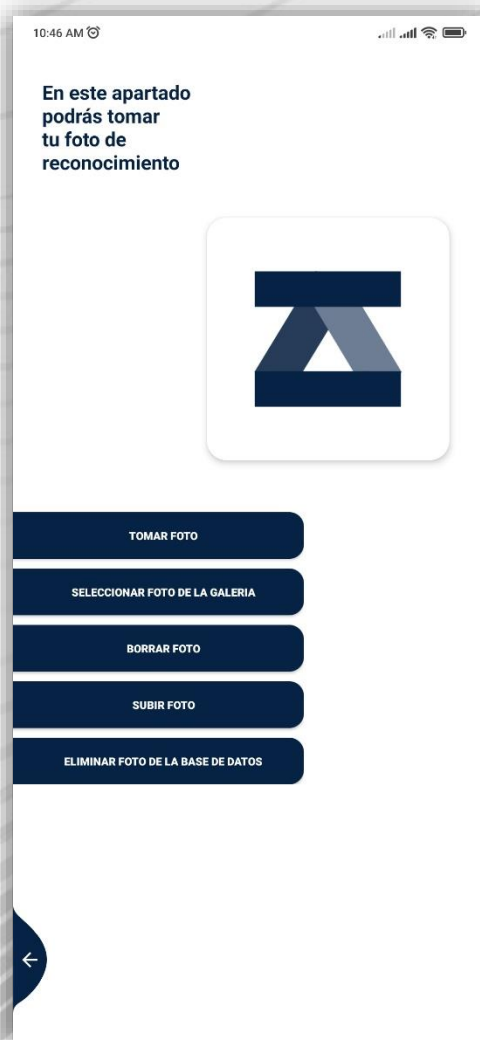 10:46 AM
En este apartado
podrás tomar
tu foto de
reconocimiento
TOMAR FOTO
SELECCIONAR FOTO DE LA GALERIA
BORRAR FOTO
SUBIR FOTO
ELIMINAR FOTO DE LA BASE DE DATOS